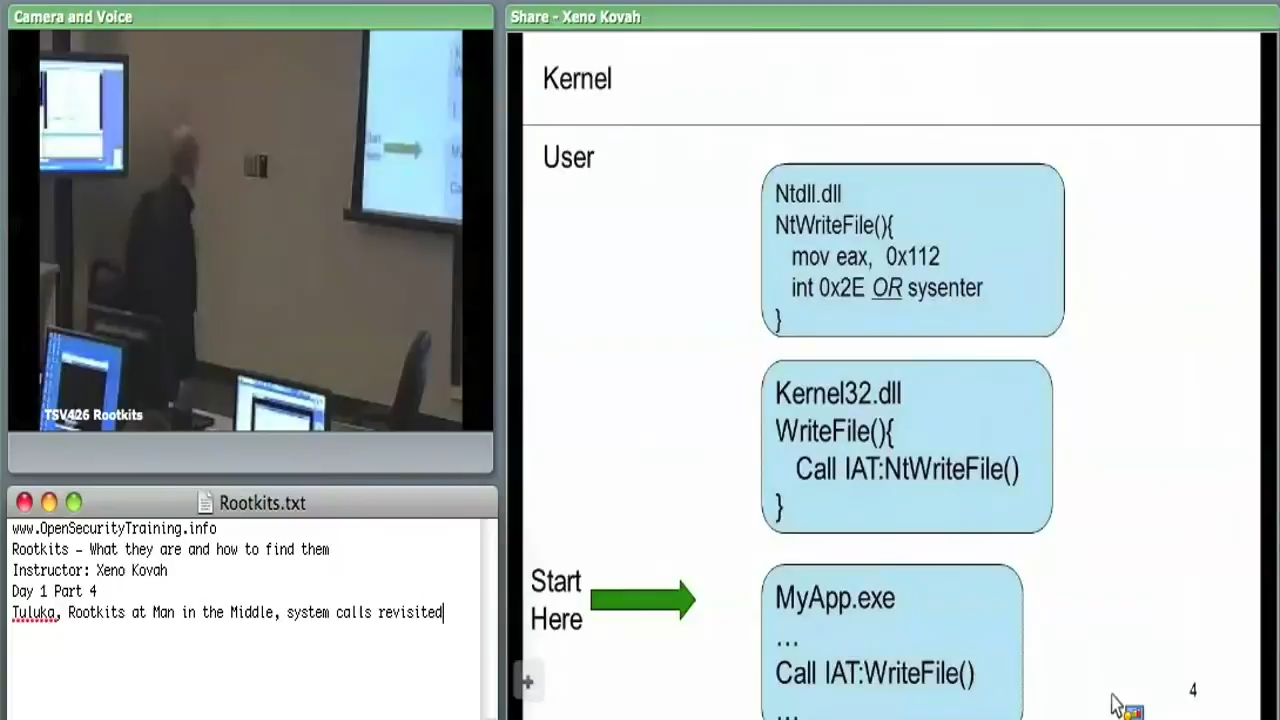 Camera and Voice
TSV426 Rootkits
Rootkits.txt
www.OpenSecurityTraining.info
Rootkits – What they are and how to find them
Instructor: Xeno Kovah
Day 1 Part 4
Tuluka, Rootkits at Man in the Middle, system calls revisited
Share - Xeno Kovah
Kernel
User
Ntdll.dll
NtWriteFile(){
mov eax, 0x112
int 0x2E OR sysenter
}
Kernel32.dll
WriteFile(){
Call IAT:NtWriteFile()
}
Start
Here
MyApp.exe
...
Call IAT:WriteFile()
...
4